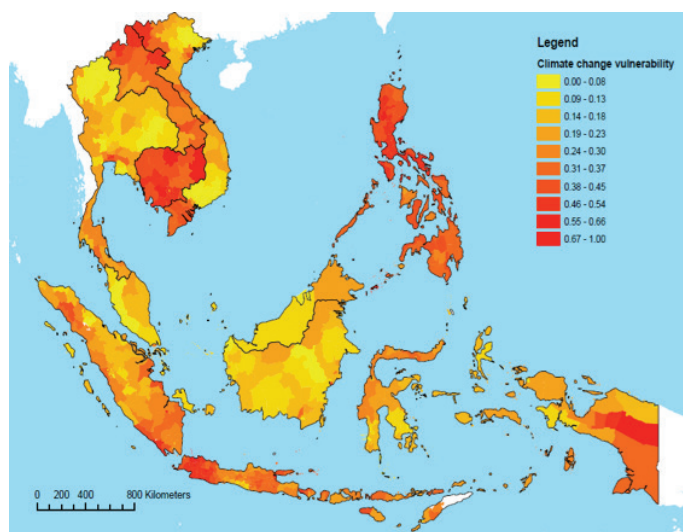 Legend
Climate change vulnerability
0.00 - 0.08
0.09 - 0.13
0.14 - 0.18
0.19 - 0.23
0.24 - 0.30
0.31 - 0.37
0.38 - 0.45
0.46 - 0.54
0.55 - 0.66
0.67 - 1.00
0 200 400 800 Kilometers